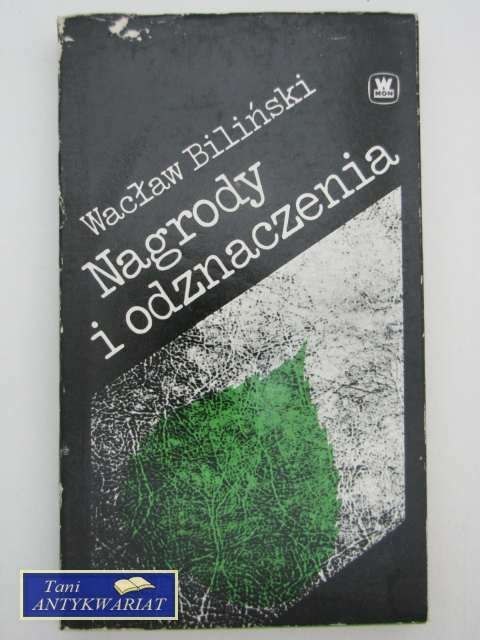 W
MON
Wacław Biliński
Nagrody
i odznaczenia
Tani
ANTYKWARIAT